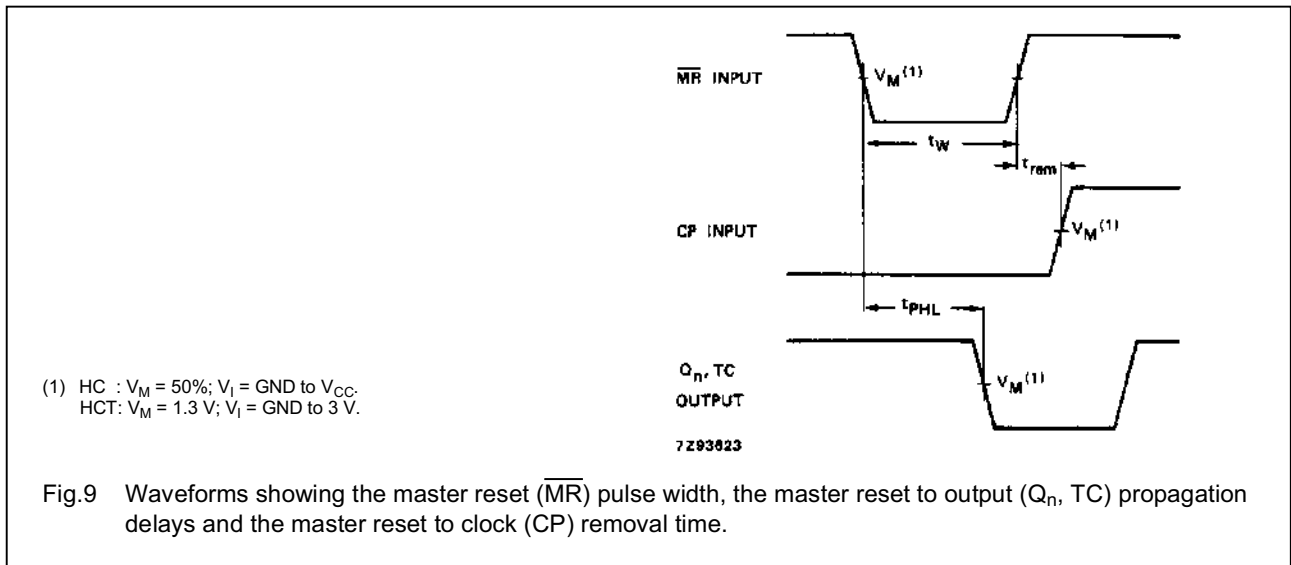 M̅R̅ INPUT
V_M (1)
t_W
t_rem
CP INPUT
V_M (1)
t_PHL
Q_n, TC
OUTPUT
V_M (1)
7Z93623
(1) HC : V_M = 50%; V_I = GND to V_CC.
HCT: V_M = 1.3 V; V_I = GND to 3 V.
Fig.9 Waveforms showing the master reset (M̅R̅) pulse width, the master reset to output (Q_n, TC) propagation
delays and the master reset to clock (CP) removal time.